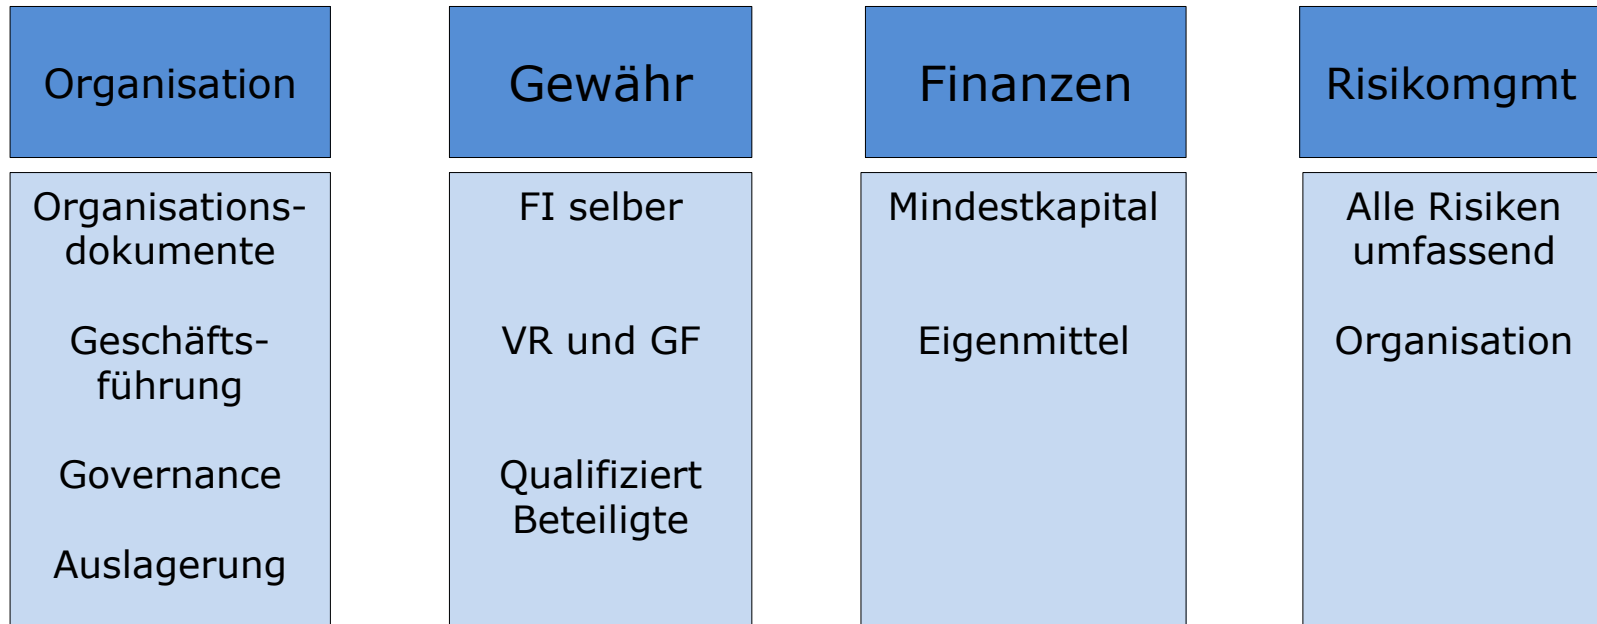 Organisation
Organisations-
dokumente
Geschäfts-
führung
Governance
Auslagerung
Gewähr
FI selber
VR und GF
Qualifiziert
Beteiligte
Finanzen
Mindestkapital
Eigenmittel
Risikomgmt
Alle Risiken
umfassend
Organisation